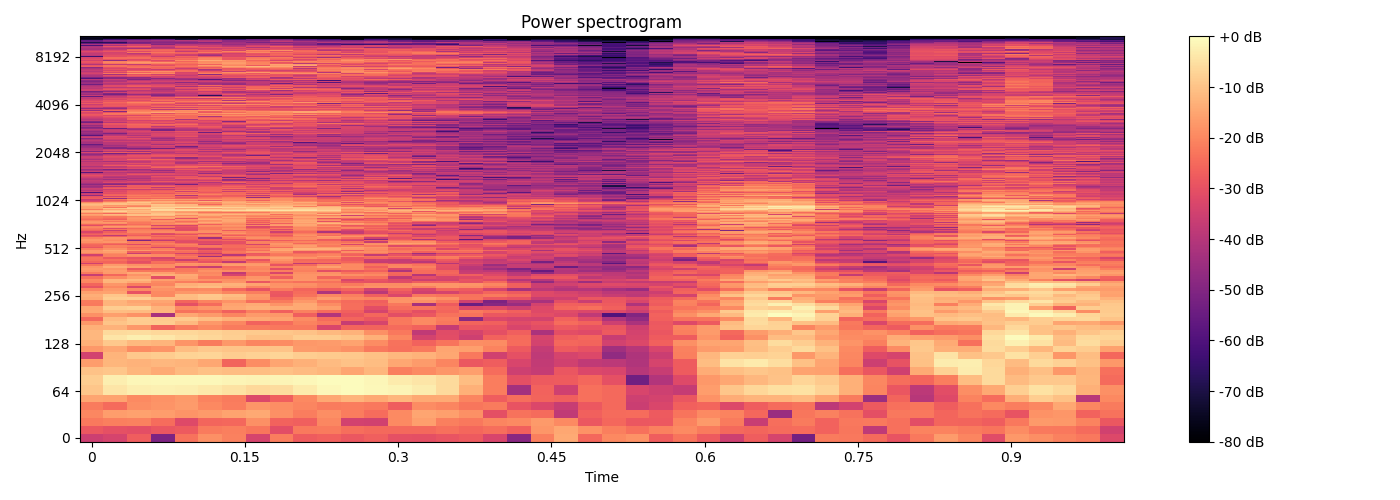 Power spectrogram
Hz
8192
4096
2048
1024
512
256
128
64
0
0 0.15 0.3 0.45 0.6 0.75 0.9
Time
+0 dB
-10 dB
-20 dB
-30 dB
-40 dB
-50 dB
-60 dB
-70 dB
-80 dB